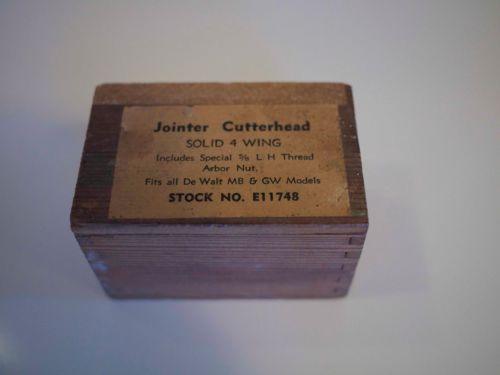 Jointer Cutterhead
SOLID 4 WING
Includes Special ⅝ L H Thread
Arbor Nut.
Fits all De Walt MB & GW Models
STOCK NO. E11748